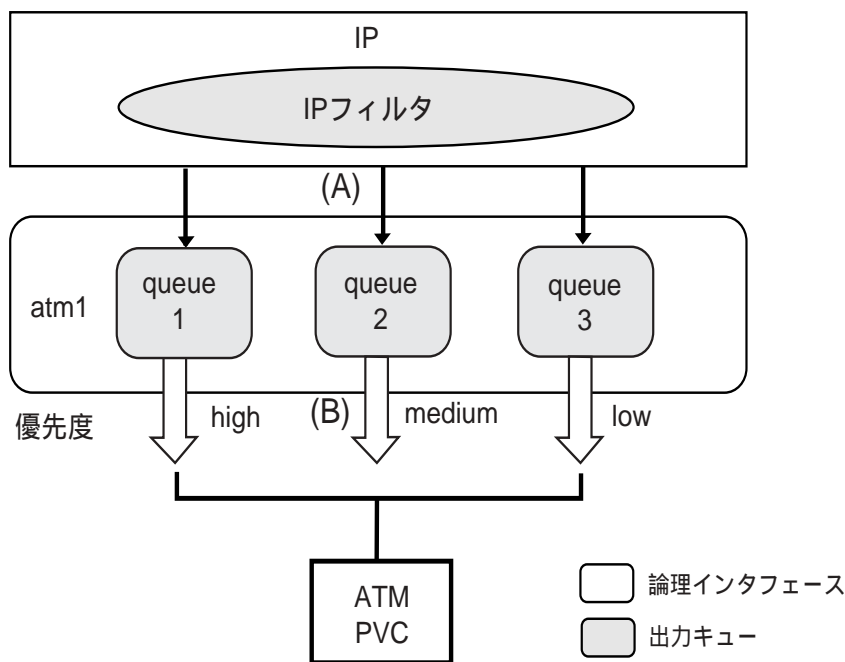 IP
IPフィルタ
(A)
atm1
queue
1
queue
2
queue
3
優先度
high
(B)
medium
low
ATM
PVC
論理インタフェース
出力キュー